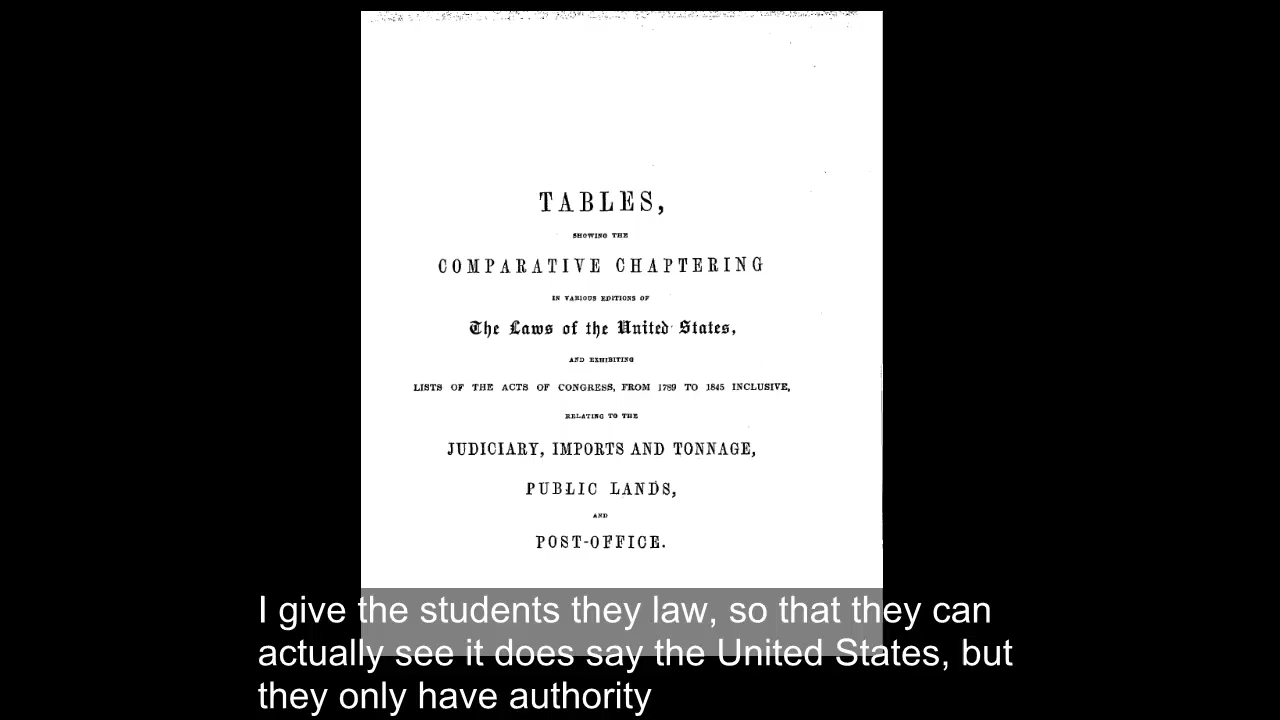 TABLES,
SHOWING THE
COMPARATIVE CHAPTERING
IN VARIOUS EDITIONS OF
The Laws of the United States,
AND EXHIBITING
LISTS OF THE ACTS OF CONGRESS, FROM 1789 TO 1845 INCLUSIVE,
RELATING TO THE
JUDICIARY, IMPORTS AND TONNAGE,
PUBLIC LANDS,
AND
POST-OFFICE.
I give the students they law, so that they can
actually see it does say the United States, but
they only have authority